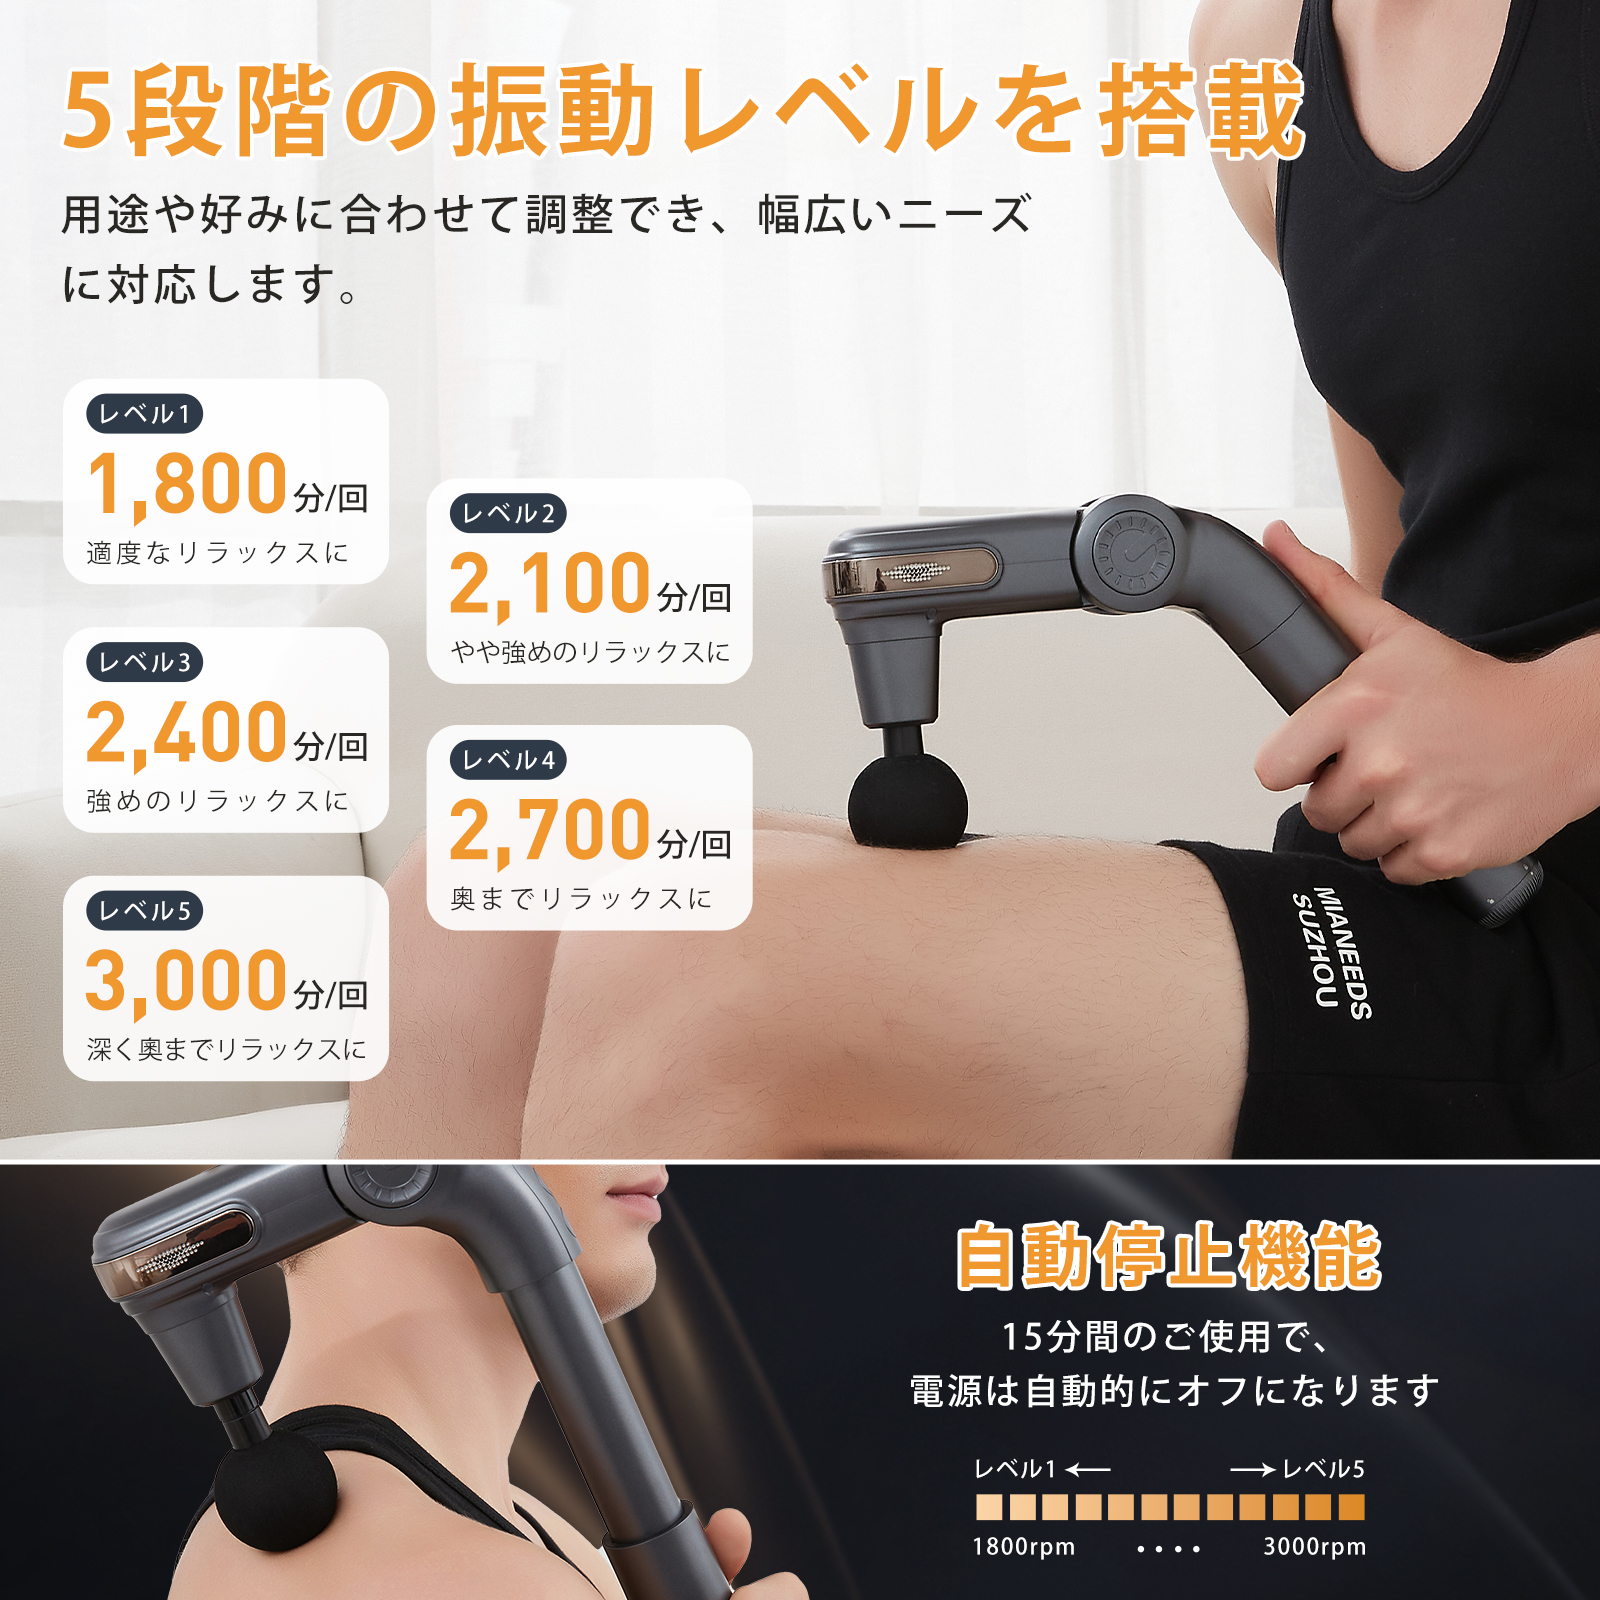 5段階の振動レベルを搭載
用途や好みに合わせて調整でき、幅広いニーズ
に対応します。
レベル1
1,800分/回
適度なリラックスに
レベル2
2,100分/回
やや強めのリラックスに
レベル3
2,400分/回
強めのリラックスに
レベル4
2,700分/回
奥までリラックスに
レベル5
3,000分/回
深く奥までリラックスに
MIANEEDS
SUZHOU
自動停止機能
15分間のご使用で、
電源は自動的にオフになります
レベル1 ← → レベル5
1800rpm ・・・・ 3000rpm